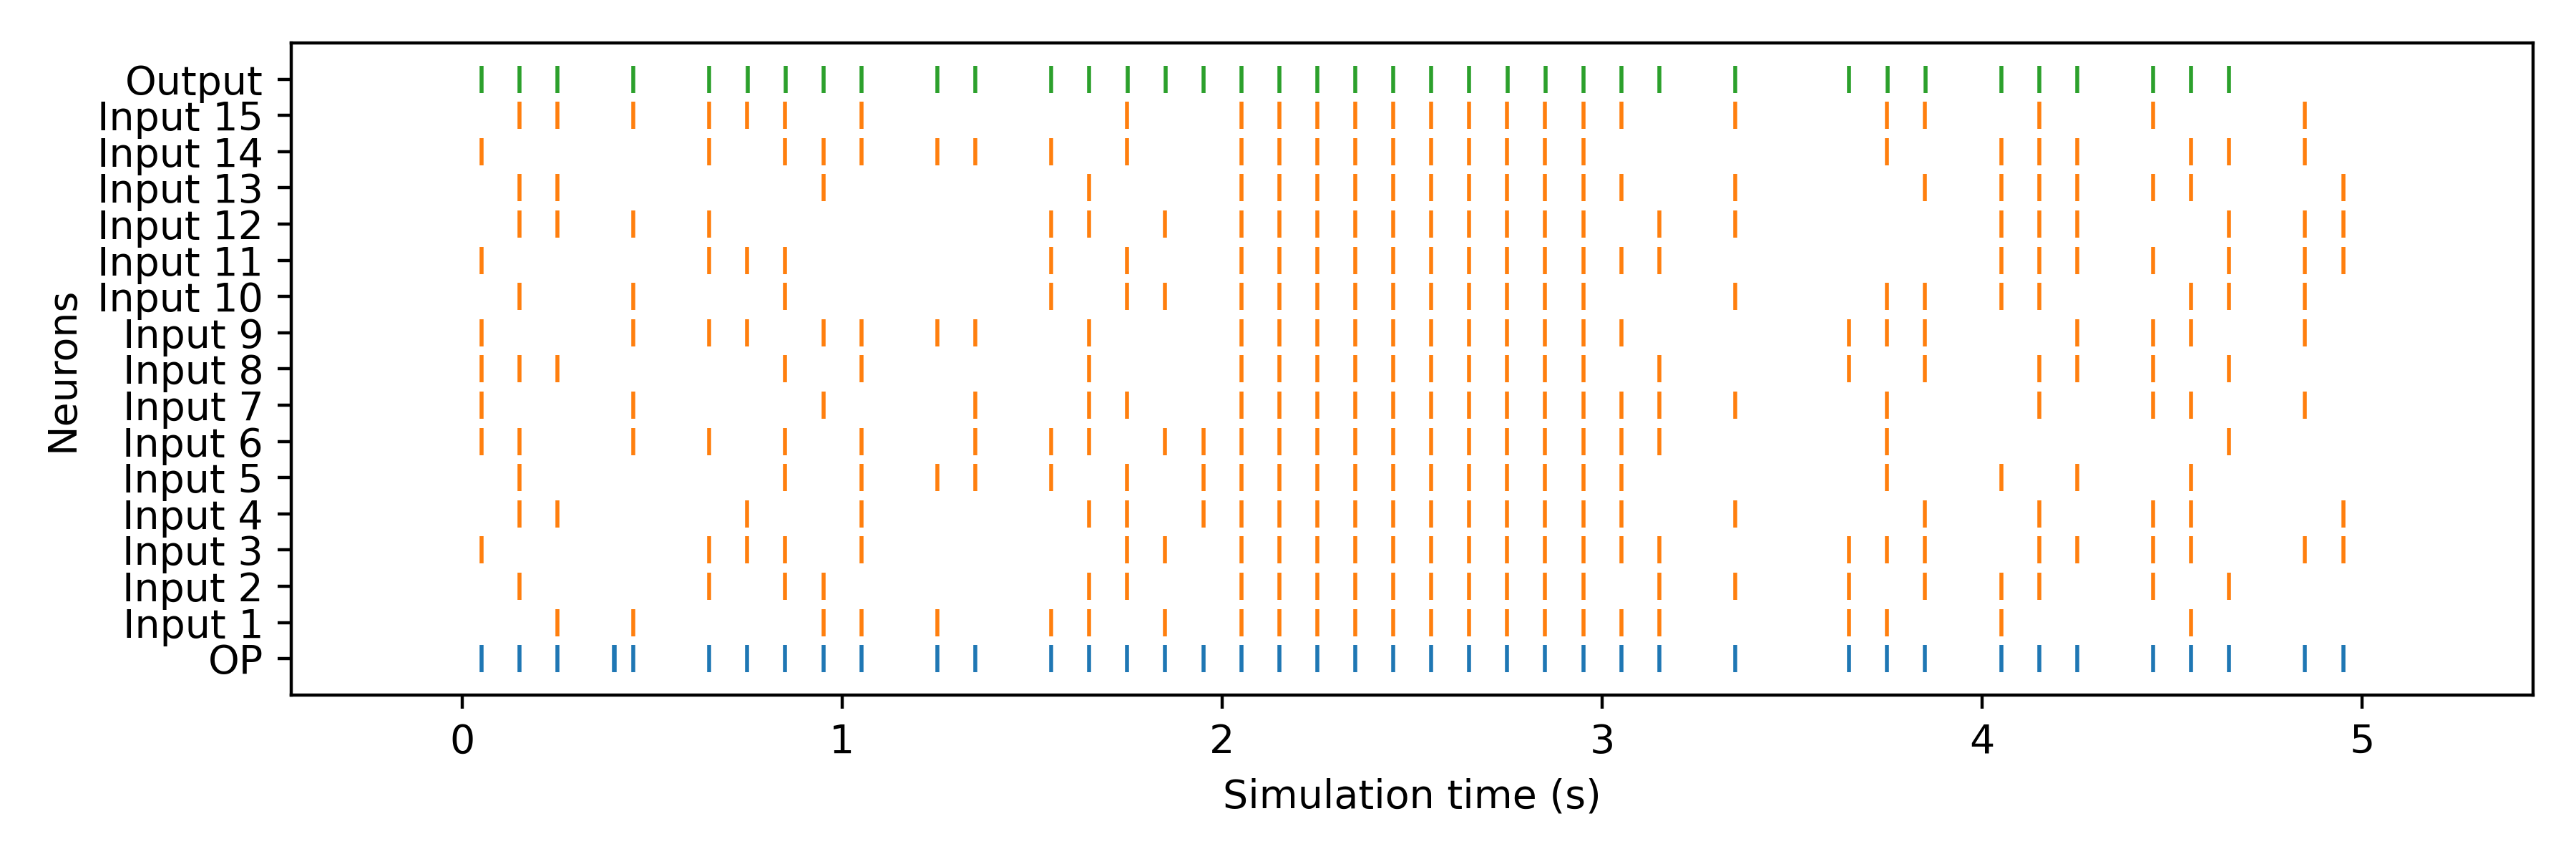 Output
Input 15
Input 14
Input 13
Input 12
Input 11
Input 10
Input 9
Input 8
Input 7
Input 6
Input 5
Input 4
Input 3
Input 2
Input 1
OP
Neurons
0 1 2 3 4 5
Simulation time (s)